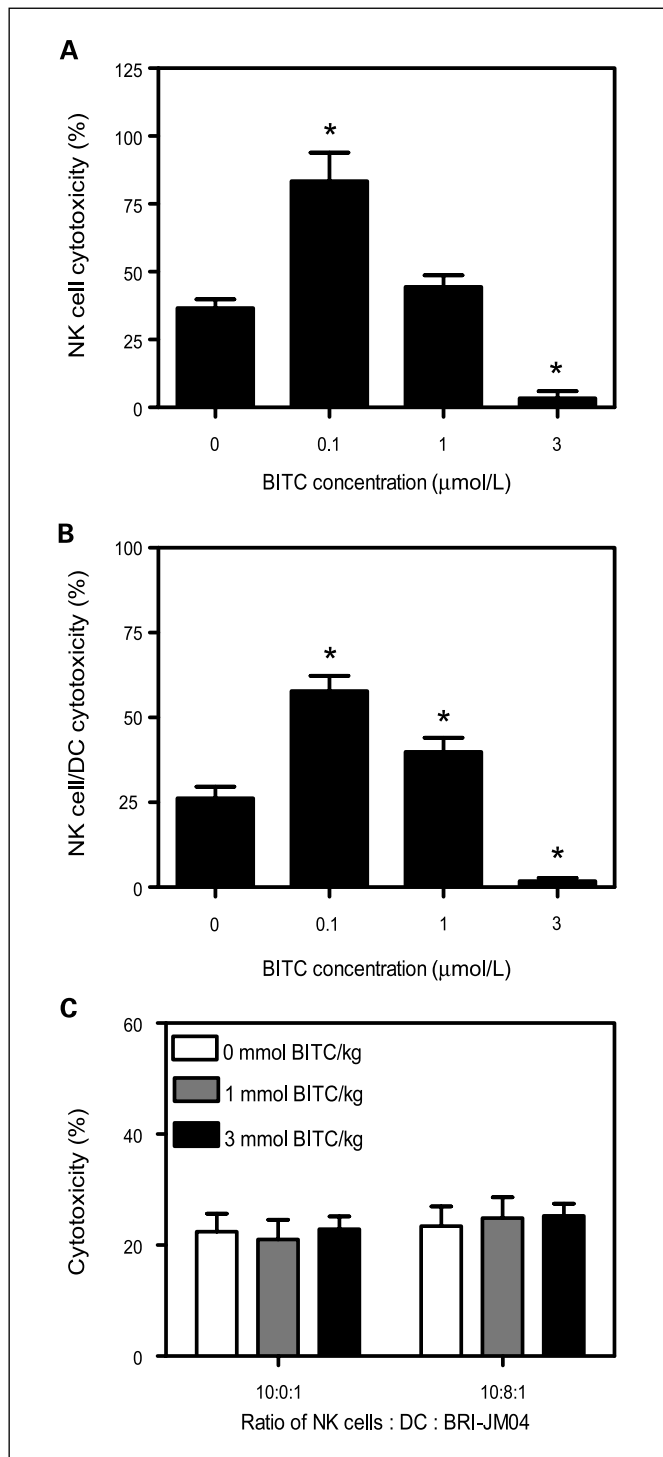 A
NK cell cytotoxicity (%)
125
100
75
50
25
0
*
*
0 0.1 1 3
BITC concentration (μmol/L)
B
NK cell/DC cytotoxicity (%)
100
75
50
25
0
*
*
*
0 0.1 1 3
BITC concentration (μmol/L)
C
Cytotoxicity (%)
60
40
20
0
0 mmol BITC/kg
1 mmol BITC/kg
3 mmol BITC/kg
10:0:1 10:8:1
Ratio of NK cells : DC : BRI-JM04